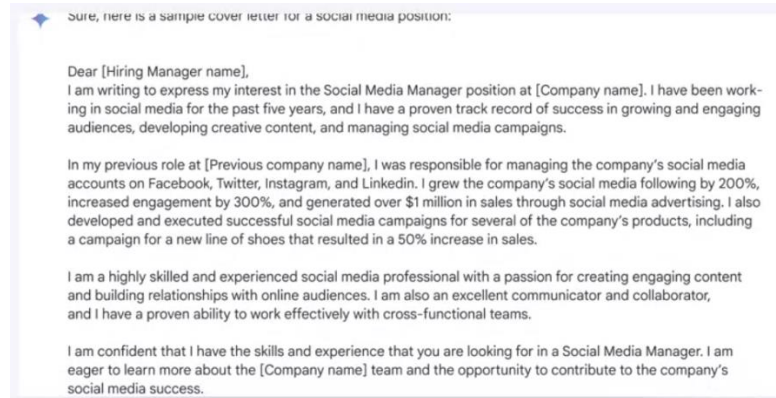 Sure, here is a sample cover letter for a social media position:
Dear [Hiring Manager name],
I am writing to express my interest in the Social Media Manager position at [Company name]. I have been work-
ing in social media for the past five years, and I have a proven track record of success in growing and engaging
audiences, developing creative content, and managing social media campaigns.
In my previous role at [Previous company name], I was responsible for managing the company's social media
accounts on Facebook, Twitter, Instagram, and Linkedin. I grew the company's social media following by 200%,
increased engagement by 300%, and generated over $1 million in sales through social media advertising. I also
developed and executed successful social media campaigns for several of the company's products, including
a campaign for a new line of shoes that resulted in a 50% increase in sales.
I am a highly skilled and experienced social media professional with a passion for creating engaging content
and building relationships with online audiences. I am also an excellent communicator and collaborator,
and I have a proven ability to work effectively with cross-functional teams.
I am confident that I have the skills and experience that you are looking for in a Social Media Manager. I am
eager to learn more about the [Company name] team and the opportunity to contribute to the company's
social media success.